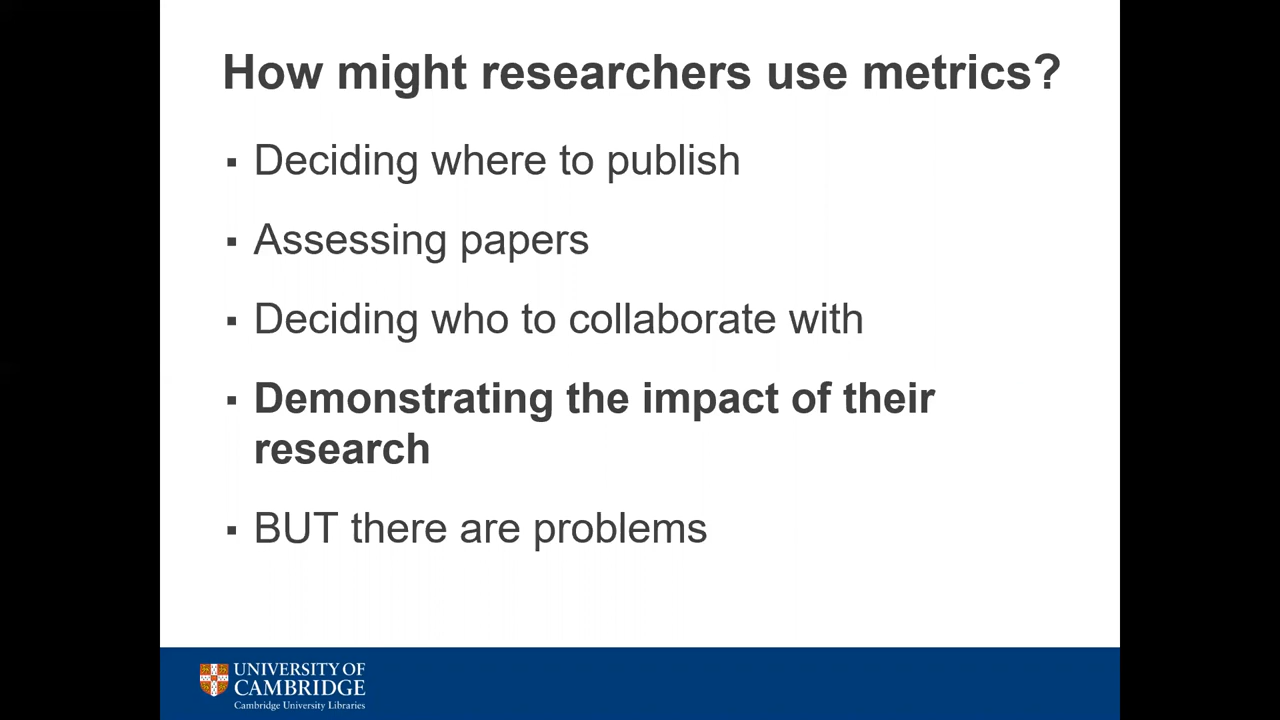 How might researchers use metrics?
▪ Deciding where to publish
▪ Assessing papers
▪ Deciding who to collaborate with
▪ Demonstrating the impact of their
research
▪ BUT there are problems
UNIVERSITY OF
CAMBRIDGE
Cambridge University Libraries